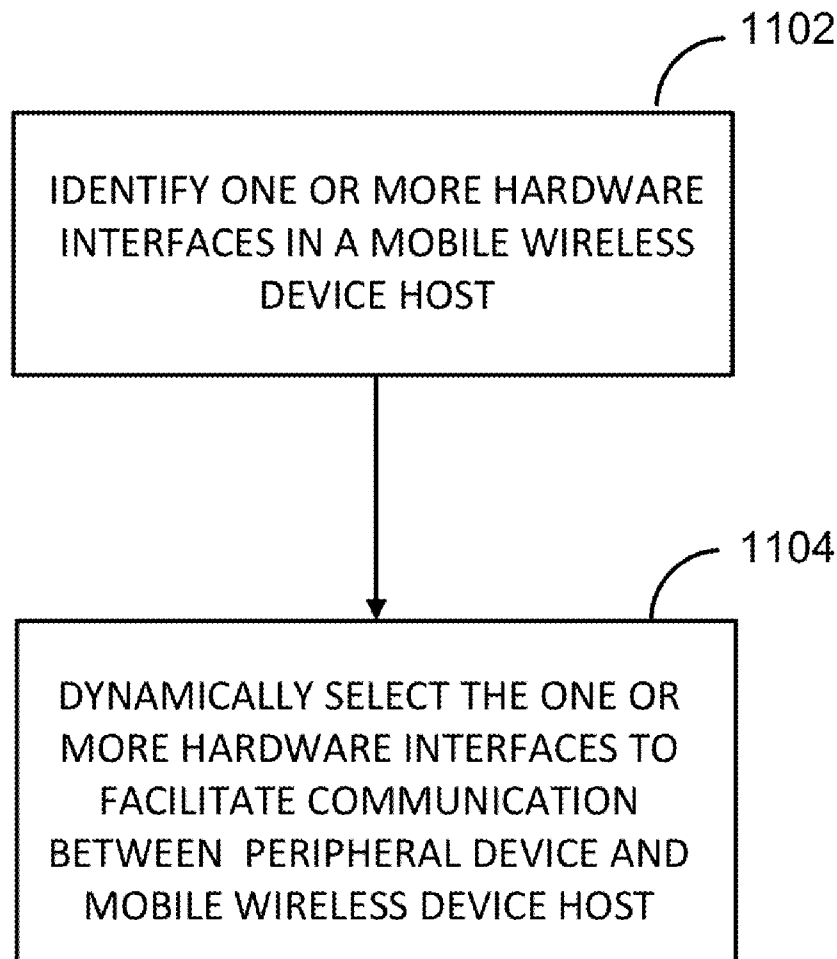 1102
IDENTIFY ONE OR MORE HARDWARE
INTERFACES IN A MOBILE WIRELESS
DEVICE HOST
1104
DYNAMICALLY SELECT THE ONE OR
MORE HARDWARE INTERFACES TO
FACILITATE COMMUNICATION
BETWEEN PERIPHERAL DEVICE AND
MOBILE WIRELESS DEVICE HOST